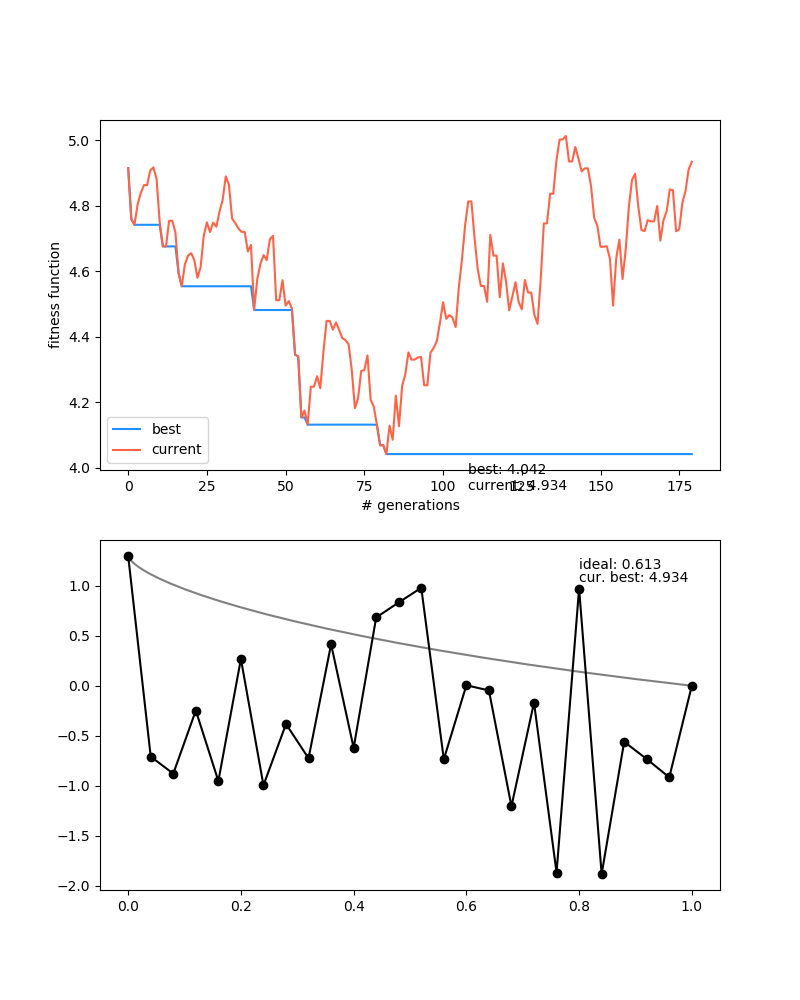 5.0
4.8
4.6
4.4
4.2
4.0
fitness function
best
current
best: 4.042
current: 4.934
0 25 50 75 100 125 150 175
# generations
ideal: 0.613
cur. best: 4.934
1.0
0.5
0.0
−0.5
−1.0
−1.5
−2.0
0.0 0.2 0.4 0.6 0.8 1.0